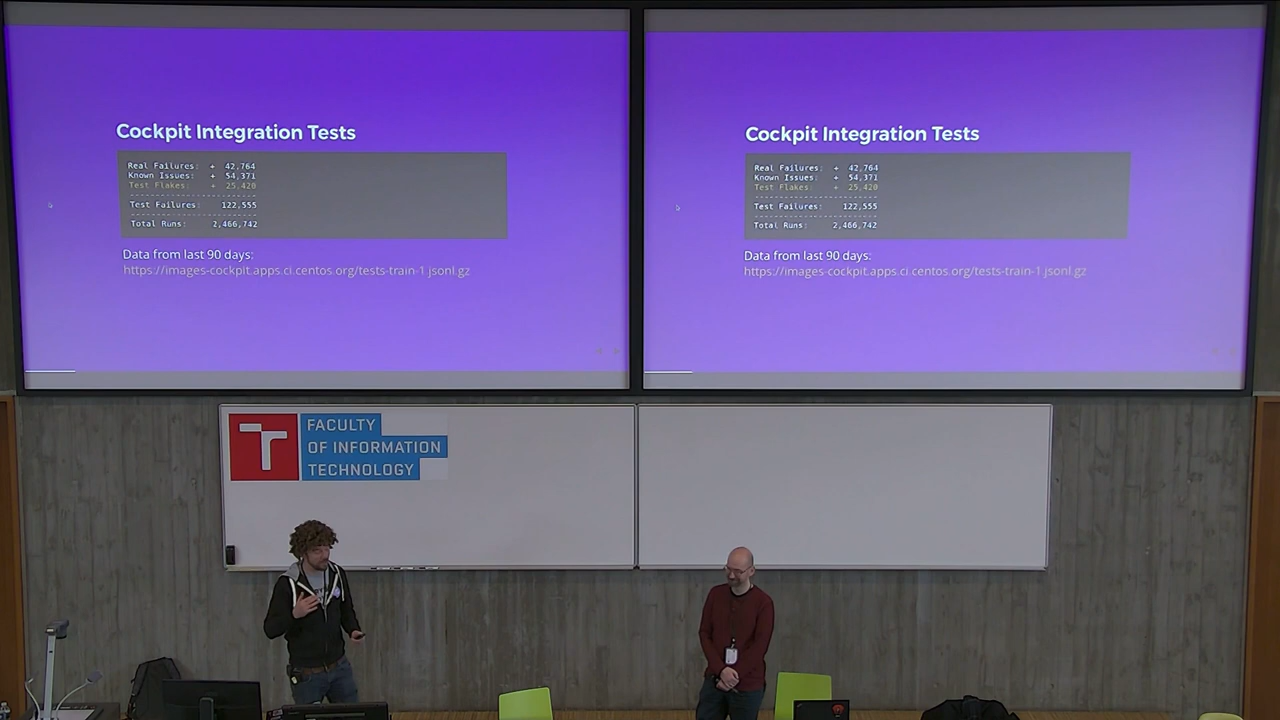 Cockpit Integration Tests
Real Failures: + 42,764
Known Issues: + 54,371
Test Flakes: + 25,420
----------------------------
Test Failures: 122,555
----------------------------
Total Runs: 2,466,742
Data from last 90 days:
https://images-cockpit.apps.ci.centos.org/tests-train-1.jsonl.gz
Cockpit Integration Tests
Real Failures: + 42,764
Known Issues: + 54,371
Test Flakes: + 25,420
----------------------------
Test Failures: 122,555
----------------------------
Total Runs: 2,466,742
Data from last 90 days:
https://images-cockpit.apps.ci.centos.org/tests-train-1.jsonl.gz
T
FACULTY
OF INFORMATION
TECHNOLOGY